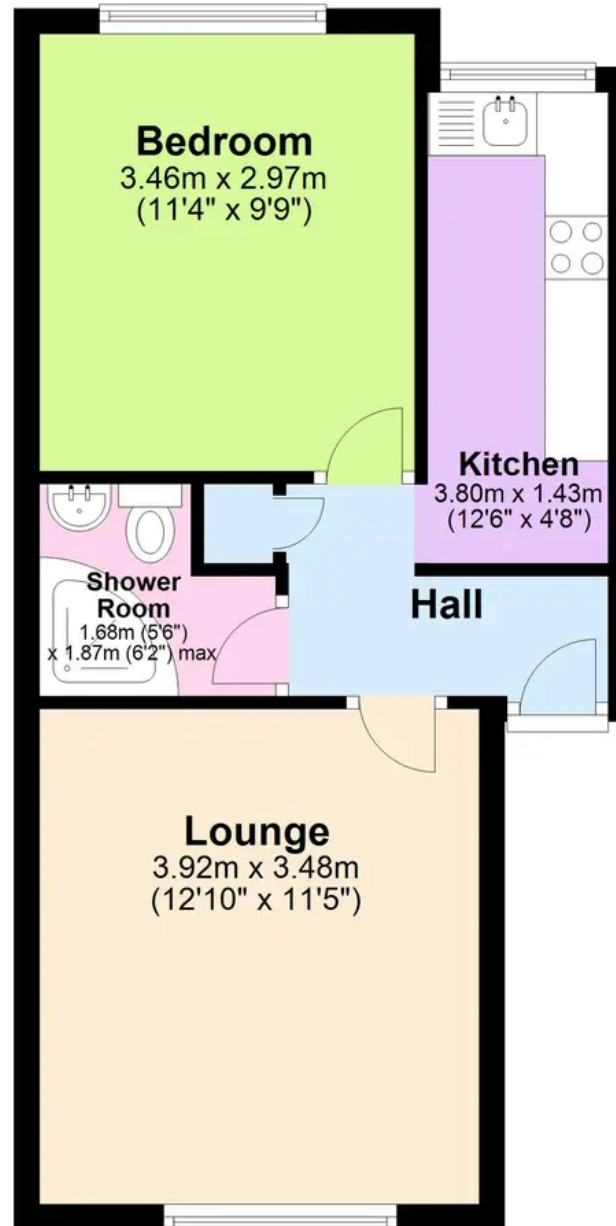 Bedroom
3.46m x 2.97m
(11'4" x 9'9")
Kitchen
3.80m x 1.43m
(12'6" x 4'8")
Shower
Room
1.68m (5'6")
x 1.87m (6'2") max
Hall
Lounge
3.92m x 3.48m
(12'10" x 11'5")